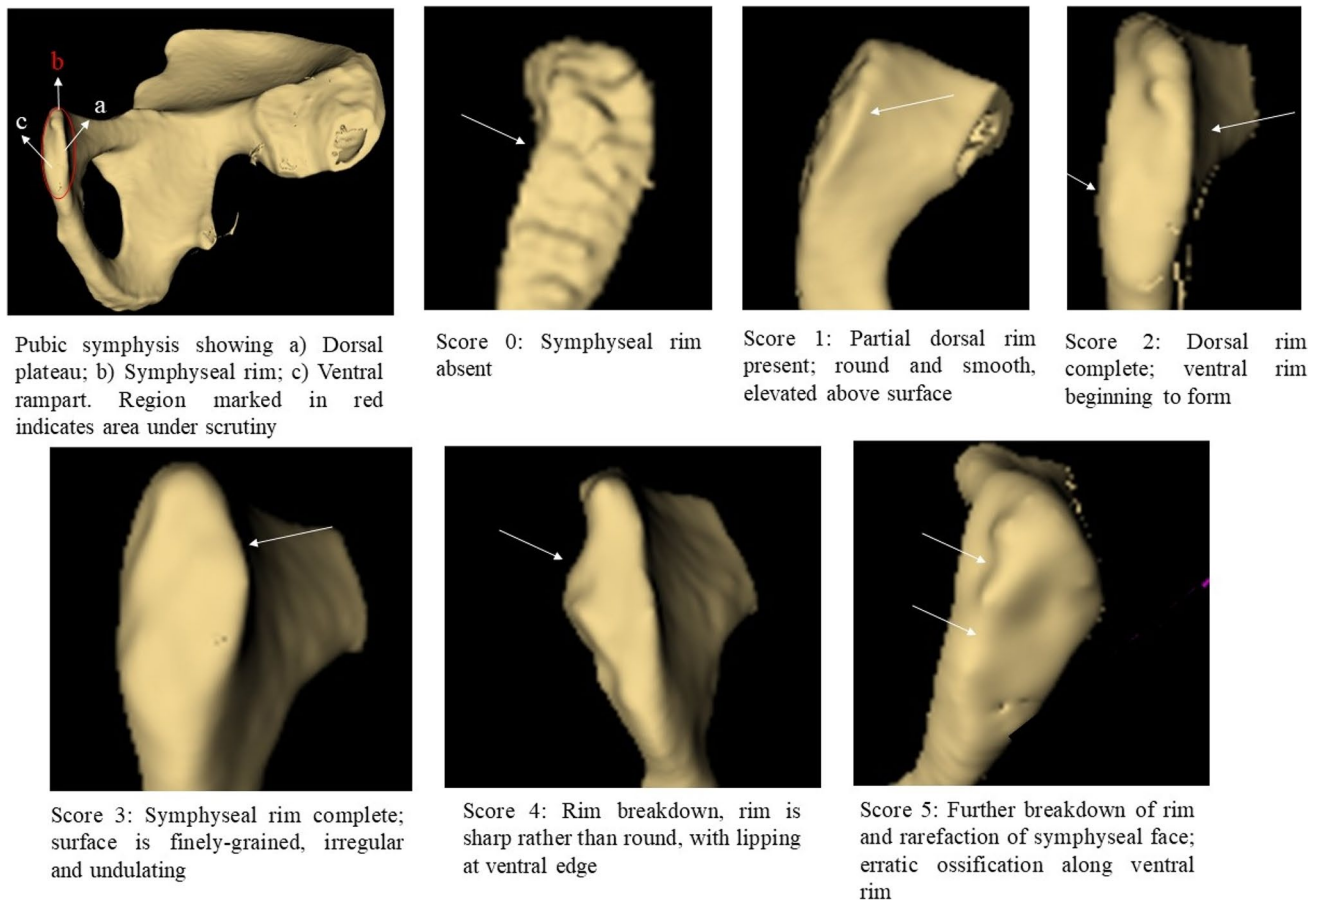 b
a
c
Pubic symphysis showing a) Dorsal
plateau; b) Symphyseal rim; c) Ventral
rampart. Region marked in red
indicates area under scrutiny
Score 0: Symphyseal rim
absent
Score 1: Partial dorsal rim
present; round and smooth,
elevated above surface
Score 2: Dorsal rim
complete; ventral rim
beginning to form
Score 3: Symphyseal rim complete;
surface is finely-grained, irregular
and undulating
Score 4: Rim breakdown, rim is
sharp rather than round, with lipping
at ventral edge
Score 5: Further breakdown of rim
and rarefaction of symphyseal face;
erratic ossification along ventral
rim